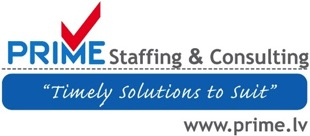 PRIME Staffing & Consulting
“Timely Solutions to Suit”
www.prime.lv